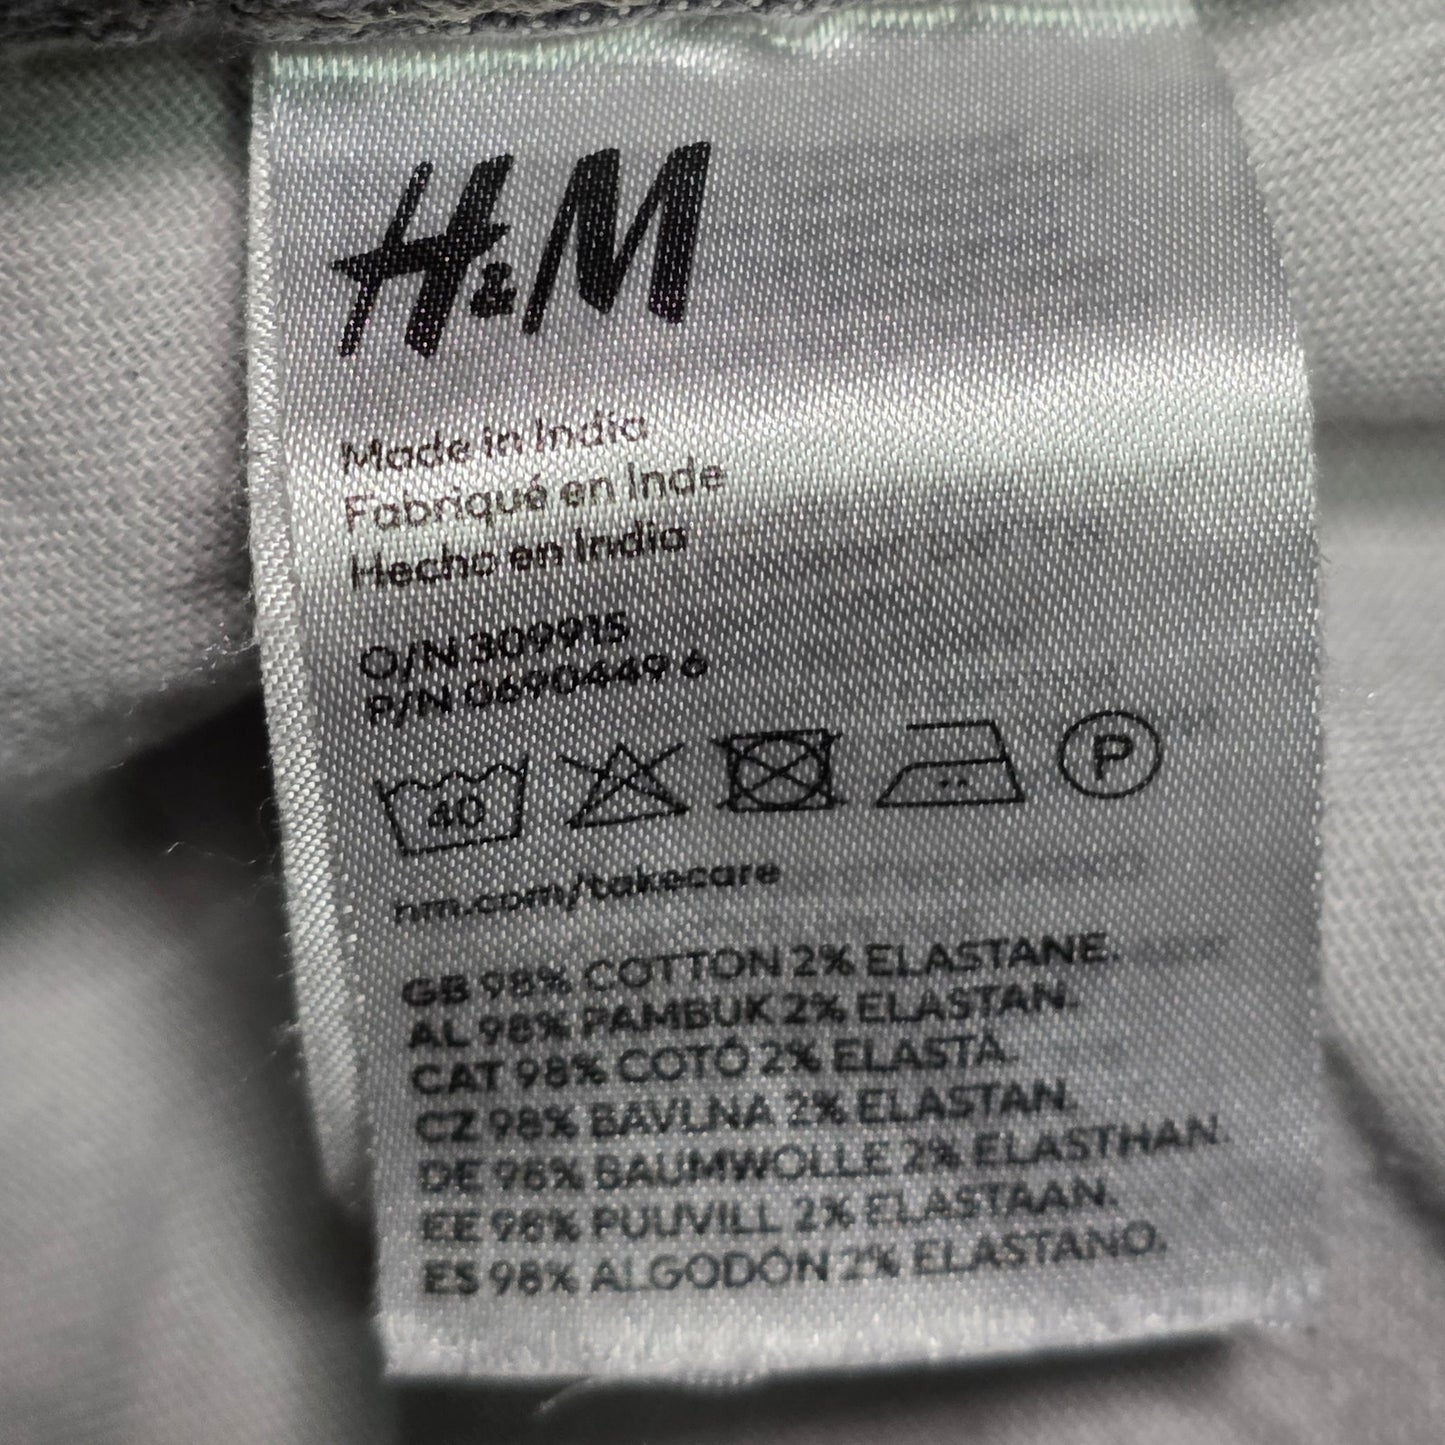 H&M
Made in India
Fabriqué en Inde
Hecho en India
O/N 309915
P/N 0690449 6
40
P
hm.com/takecare
GB 98% COTTON 2% ELASTANE.
AL 98% PAMBUK 2% ELASTAN.
CAT 98% COTÓ 2% ELASTÀ.
CZ 98% BAVLNA 2% ELASTAN.
DE 98% BAUMWOLLE 2% ELASTHAN.
EE 98% PUUVILL 2% ELASTAAN.
ES 98% ALGODÓN 2% ELASTANO.